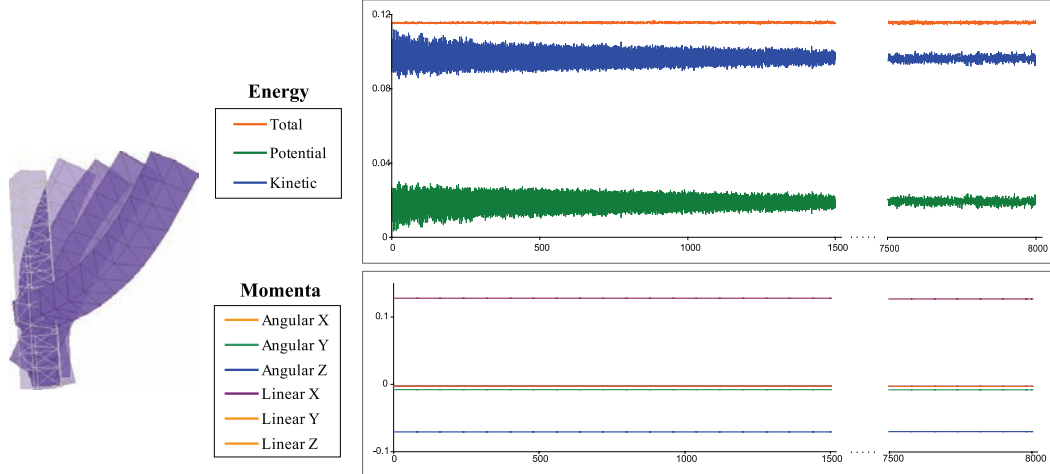 Energy
Total
Potential
Kinetic
0.12
0.08
0.04
0
0 500 1000 1500 ...... 7500 8000
Momenta
Angular X
Angular Y
Angular Z
Linear X
Linear Y
Linear Z
0.1
0
-0.1
0 500 1000 1500 ...... 7500 8000